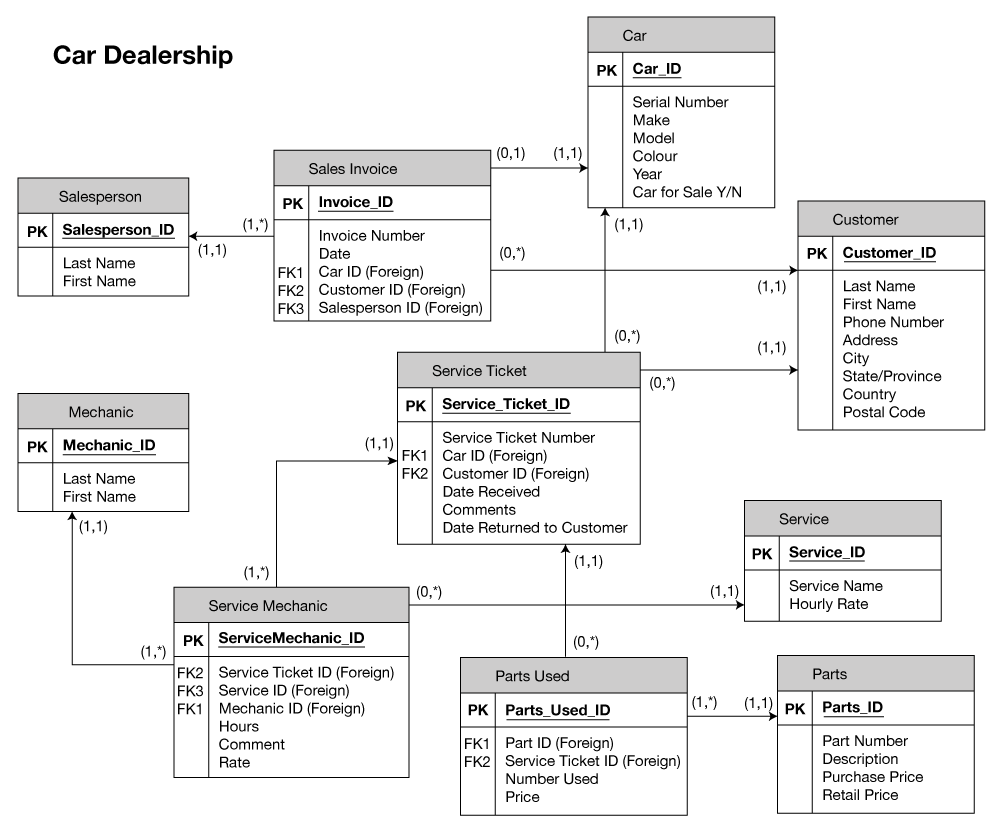 Car Dealership
Car
PK Car_ID
Serial Number
Make
Model
Colour
Year
Car for Sale Y/N
Sales Invoice
PK Invoice_ID
Invoice Number
Date
FK1 Car ID (Foreign)
FK2 Customer ID (Foreign)
FK3 Salesperson ID (Foreign)
(0,1) (1,1)
Salesperson
PK Salesperson_ID
Last Name
First Name
(1,*)
(1,1)
(0,*)
(1,1)
Customer
PK Customer_ID
Last Name
First Name
Phone Number
Address
City
State/Province
Country
Postal Code
(1,1)
(0,*)
(1,1)
(0,*)
Service Ticket
PK Service_Ticket_ID
Service Ticket Number
FK1 Car ID (Foreign)
FK2 Customer ID (Foreign)
Date Received
Comments
Date Returned to Customer
Mechanic
PK Mechanic_ID
Last Name
First Name
(1,1)
(1,1)
(1,*)
(1,*)
Service Mechanic
PK ServiceMechanic_ID
FK2 Service Ticket ID (Foreign)
FK3 Service ID (Foreign)
FK1 Mechanic ID (Foreign)
Hours
Comment
Rate
(0,*) (1,1)
Service
PK Service_ID
Service Name
Hourly Rate
(1,1)
(0,*)
Parts Used
PK Parts_Used_ID
FK1 Part ID (Foreign)
FK2 Service Ticket ID (Foreign)
Number Used
Price
(1,*) (1,1)
Parts
PK Parts_ID
Part Number
Description
Purchase Price
Retail Price